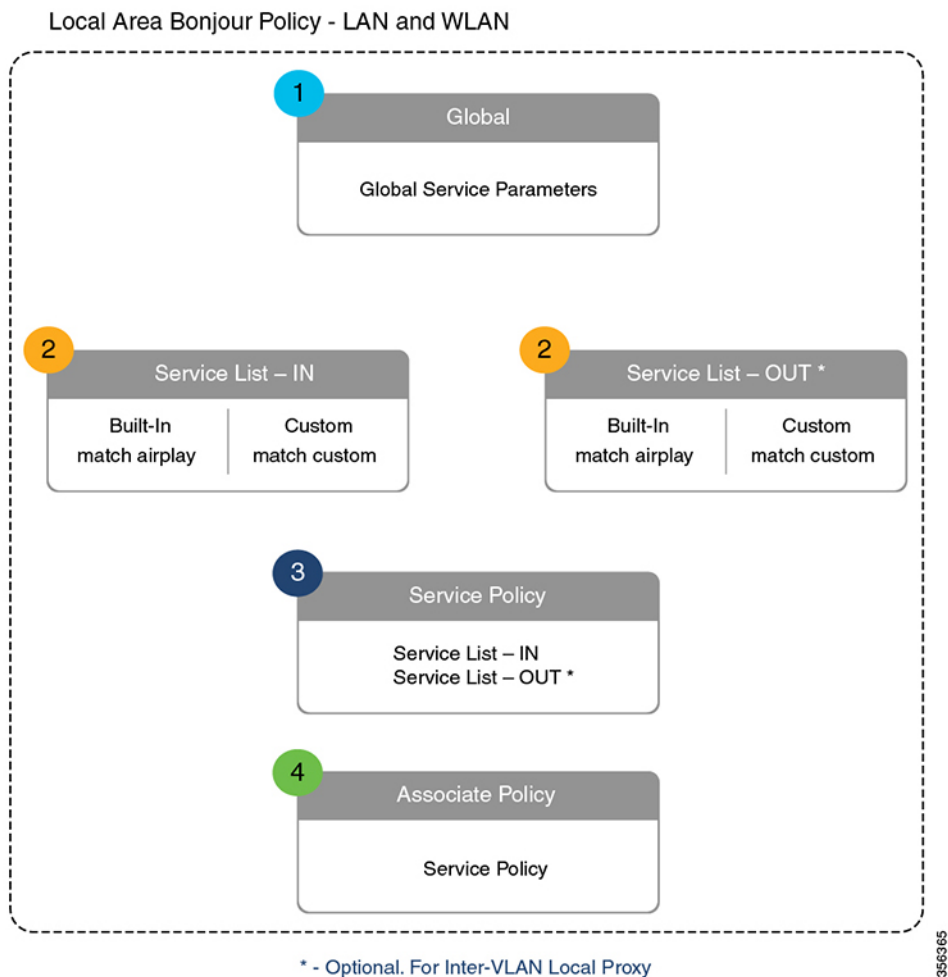 Local Area Bonjour Policy - LAN and WLAN
1
Global
Global Service Parameters
2
Service List – IN
Built-In
match airplay
Custom
match custom
2
Service List – OUT *
Built-In
match airplay
Custom
match custom
3
Service Policy
Service List – IN
Service List – OUT *
4
Associate Policy
Service Policy
* - Optional. For Inter-VLAN Local Proxy
356365